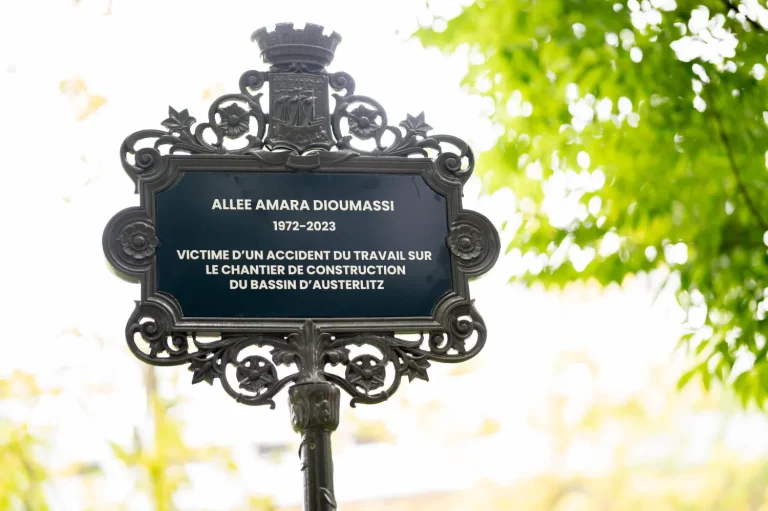 ALLEE AMARA DIOUMASSI
1972-2023
VICTIME D'UN ACCIDENT DU TRAVAIL SUR
LE CHANTIER DE CONSTRUCTION
DU BASSIN D'AUSTERLITZ